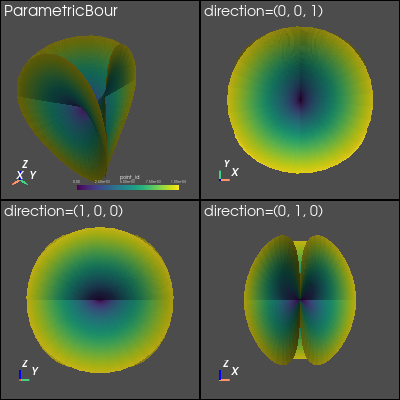 ParametricBour
direction=(0, 0, 1)
Z
X Y
point_id
Y
X
direction=(1, 0, 0)
direction=(0, 1, 0)
Z
Y
Z
X